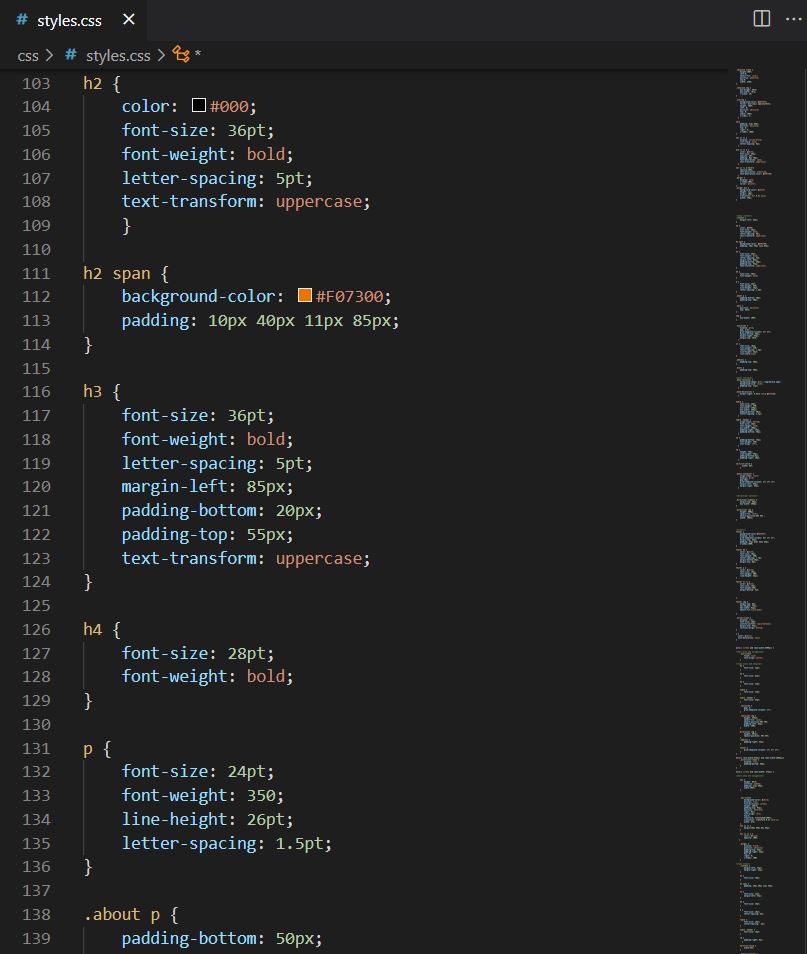 # styles.css ×
css > # styles.css > *
103 h2 {
104     color: #000;
105     font-size: 36pt;
106     font-weight: bold;
107     letter-spacing: 5pt;
108     text-transform: uppercase;
109     }
110
111 h2 span {
112     background-color: #F07300;
113     padding: 10px 40px 11px 85px;
114 }
115
116 h3 {
117     font-size: 36pt;
118     font-weight: bold;
119     letter-spacing: 5pt;
120     margin-left: 85px;
121     padding-bottom: 20px;
122     padding-top: 55px;
123     text-transform: uppercase;
124 }
125
126 h4 {
127     font-size: 28pt;
128     font-weight: bold;
129 }
130
131 p {
132     font-size: 24pt;
133     font-weight: 350;
134     line-height: 26pt;
135     letter-spacing: 1.5pt;
136 }
137
138 .about p {
139     padding-bottom: 50px;